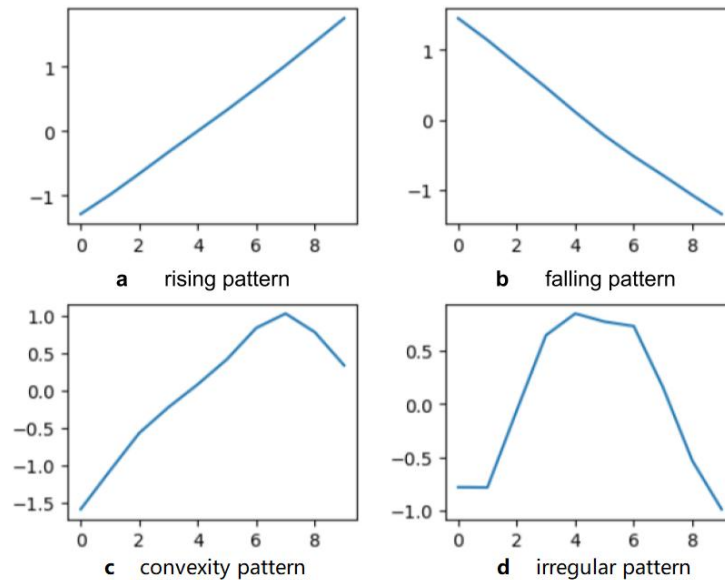 1
0
−1
0 2 4 6 8
a rising pattern
1
0
−1
0 2 4 6 8
b falling pattern
1.0
0.5
0.0
−0.5
−1.0
−1.5
0 2 4 6 8
c convexity pattern
0.5
0.0
−0.5
−1.0
0 2 4 6 8
d irregular pattern